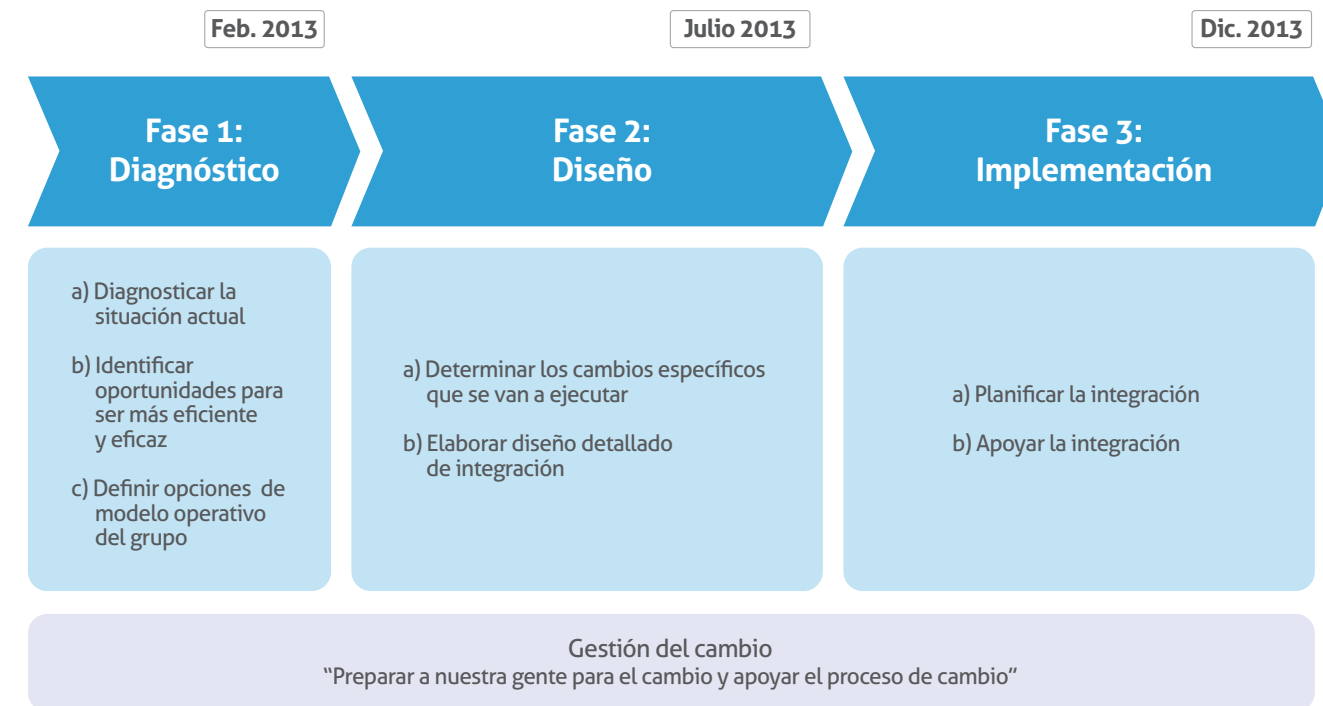 Feb. 2013
Julio 2013
Dic. 2013
Fase 1:
Diagnóstico
Fase 2:
Diseño
Fase 3:
Implementación
a) Diagnosticar la
situación actual
b) Identificar
oportunidades para
ser más eficiente
y eficaz
c) Definir opciones de
modelo operativo
del grupo
a) Determinar los cambios específicos
que se van a ejecutar
b) Elaborar diseño detallado
de integración
a) Planificar la integración
b) Apoyar la integración
Gestión del cambio
“Preparar a nuestra gente para el cambio y apoyar el proceso de cambio”